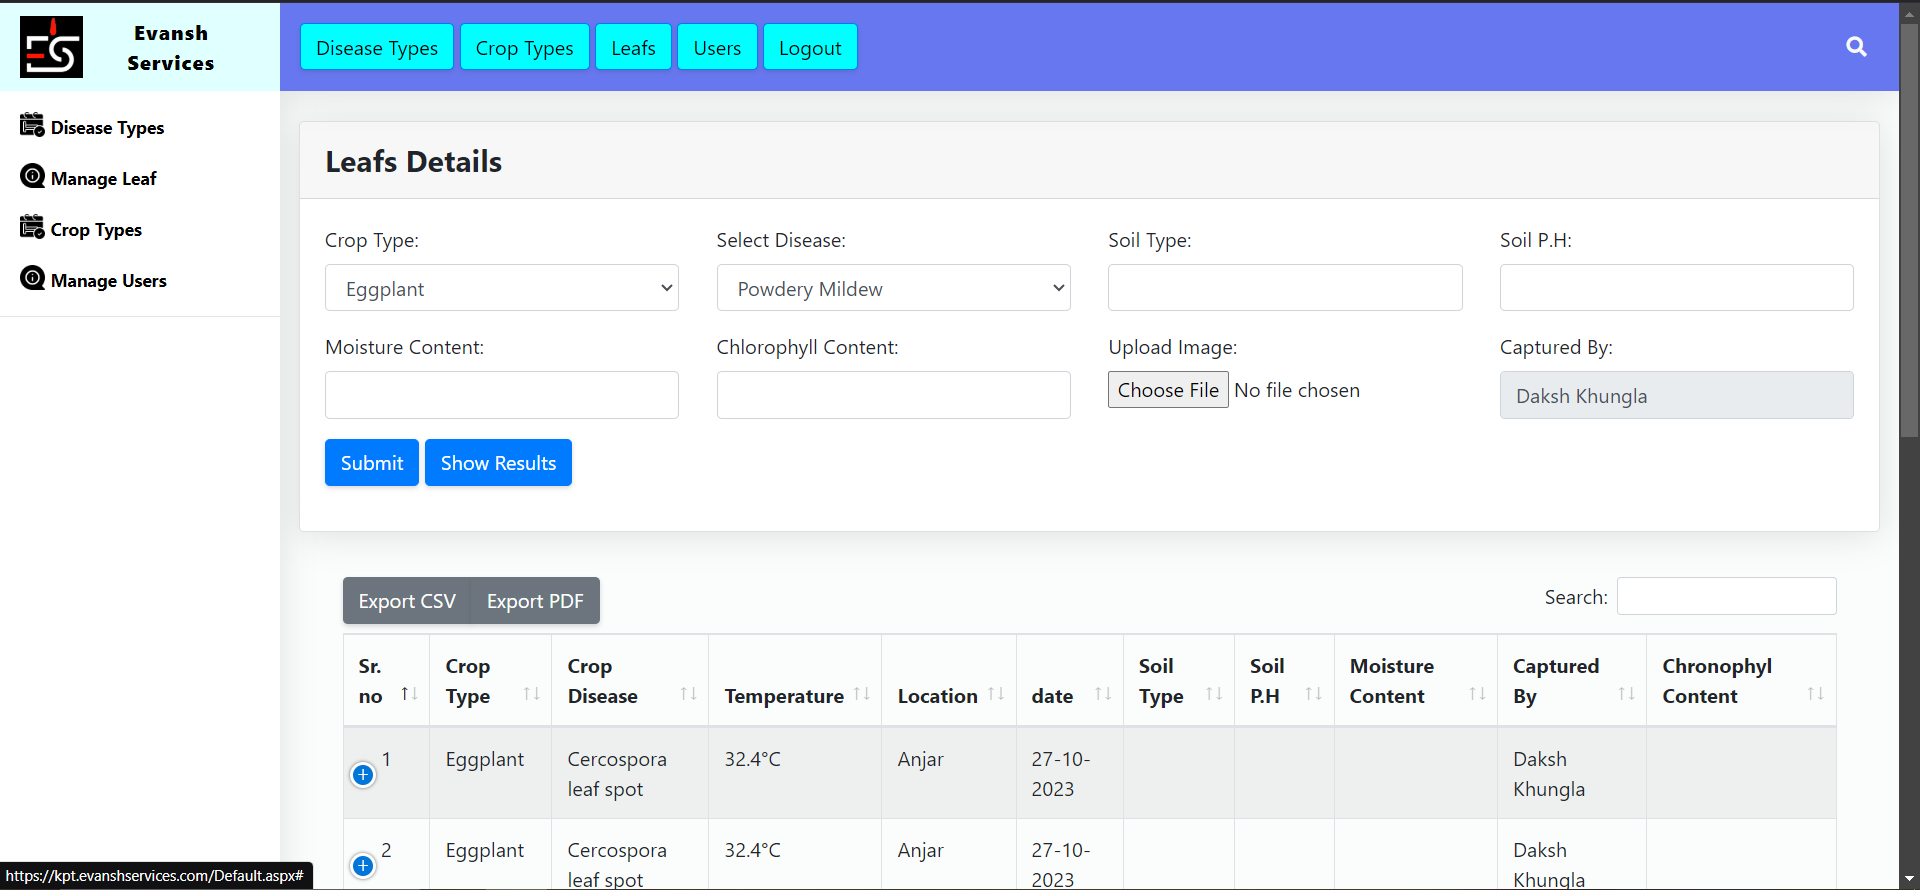 Evansh
Services
Disease Types
Crop Types
Leafs
Users
Logout
Disease Types
Manage Leaf
Crop Types
Manage Users
Leafs Details
Crop Type:
Select Disease:
Soil Type:
Soil P.H:
Eggplant
Powdery Mildew
Moisture Content:
Chlorophyll Content:
Upload Image:
Captured By:
Choose File No file chosen
Daksh Khungla
Submit
Show Results
Export CSV
Export PDF
Search:
Sr. no
Crop Type
Crop Disease
Temperature
Location
date
Soil Type
Soil P.H
Moisture Content
Captured By
Chronophyl Content
1
Eggplant
Cercospora leaf spot
32.4°C
Anjar
27-10-2023
Daksh Khungla
2
Eggplant
Cercospora leaf spot
32.4°C
Anjar
27-10-2023
Daksh Khungla
https://kpt.evanshservices.com/Default.aspx#